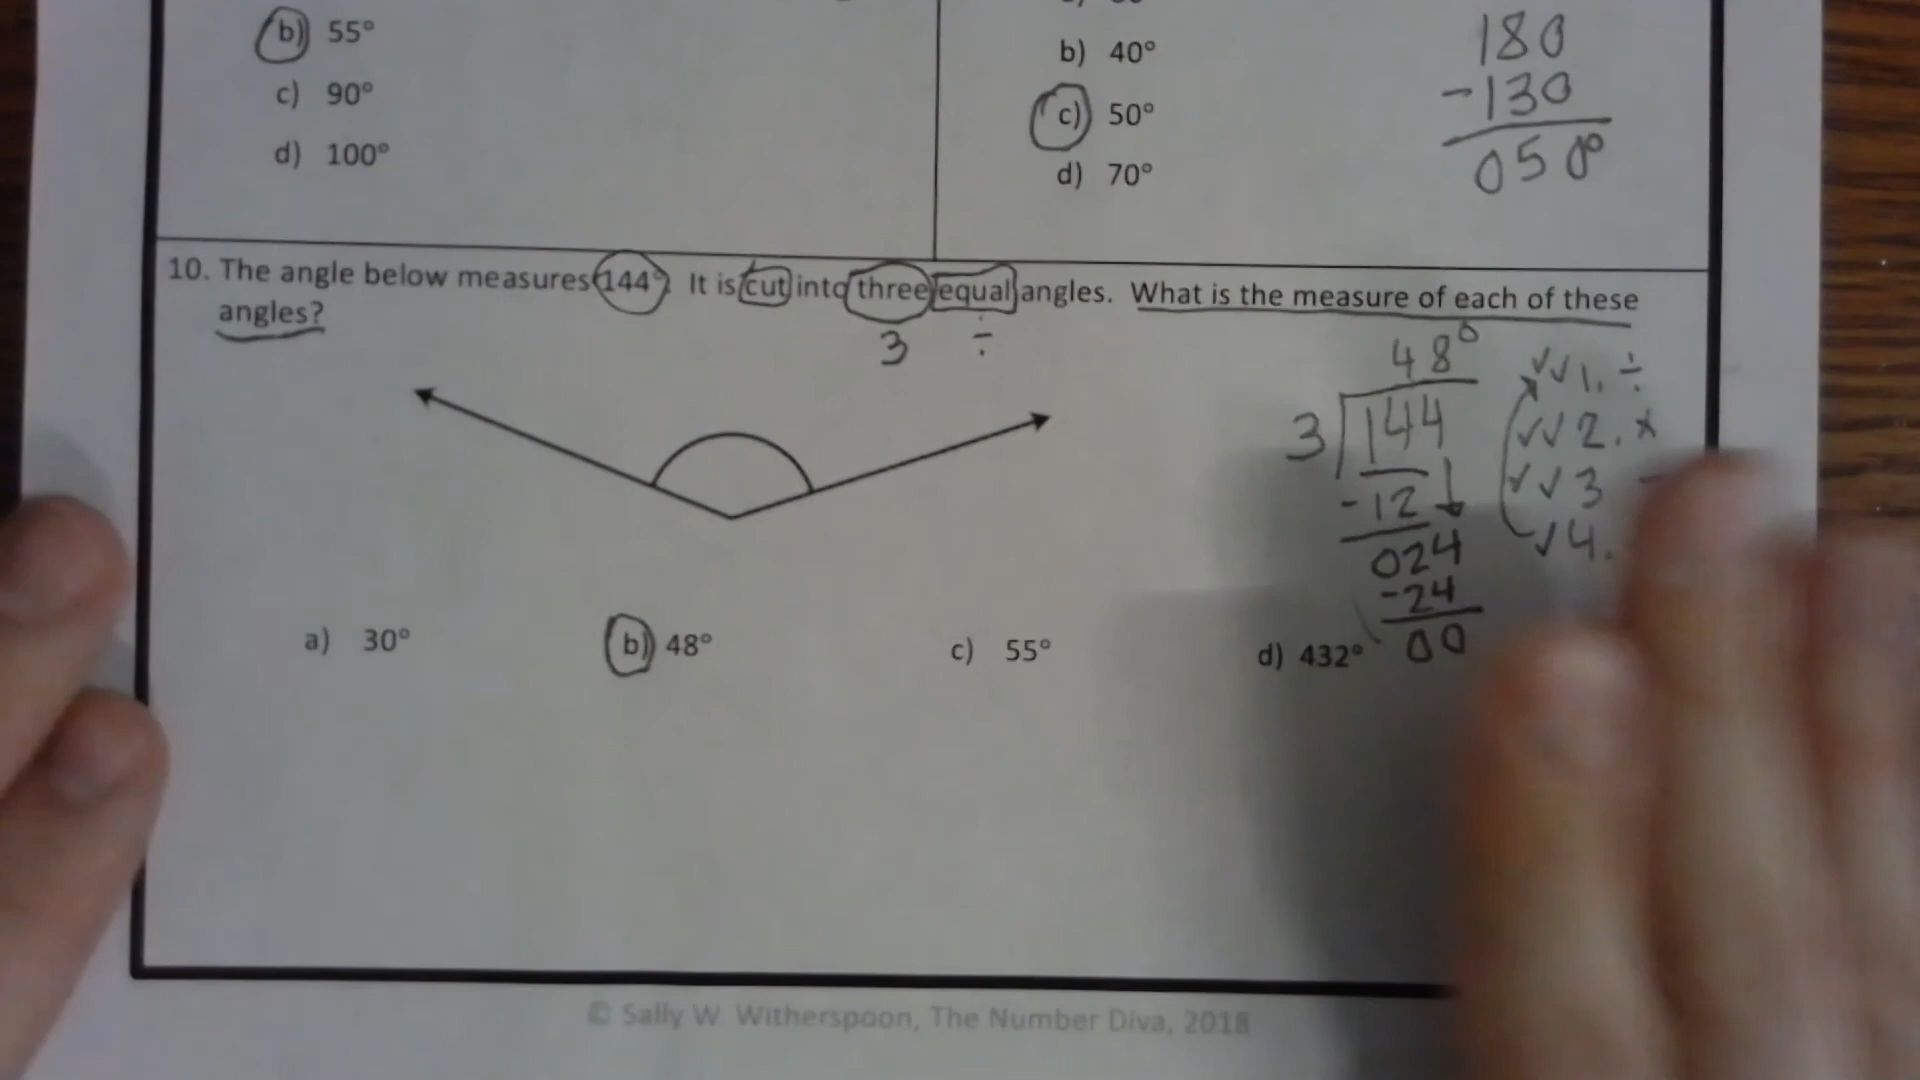 b) 55°
c) 90°
d) 100°
b) 40°
c) 50°
d) 70°
180
-130
050°
10. The angle below measures 144°. It is cut into three equal angles. What is the measure of each of these
angles?
3 ÷
48°
3 144
-12
024
-24
00
✓✓ 1. ÷
✓✓ 2. ×
✓✓ 3 -
✓ 4.
a) 30°
b) 48°
c) 55°
d) 432°
© Sally W Witherspoon, The Number Diva, 2018